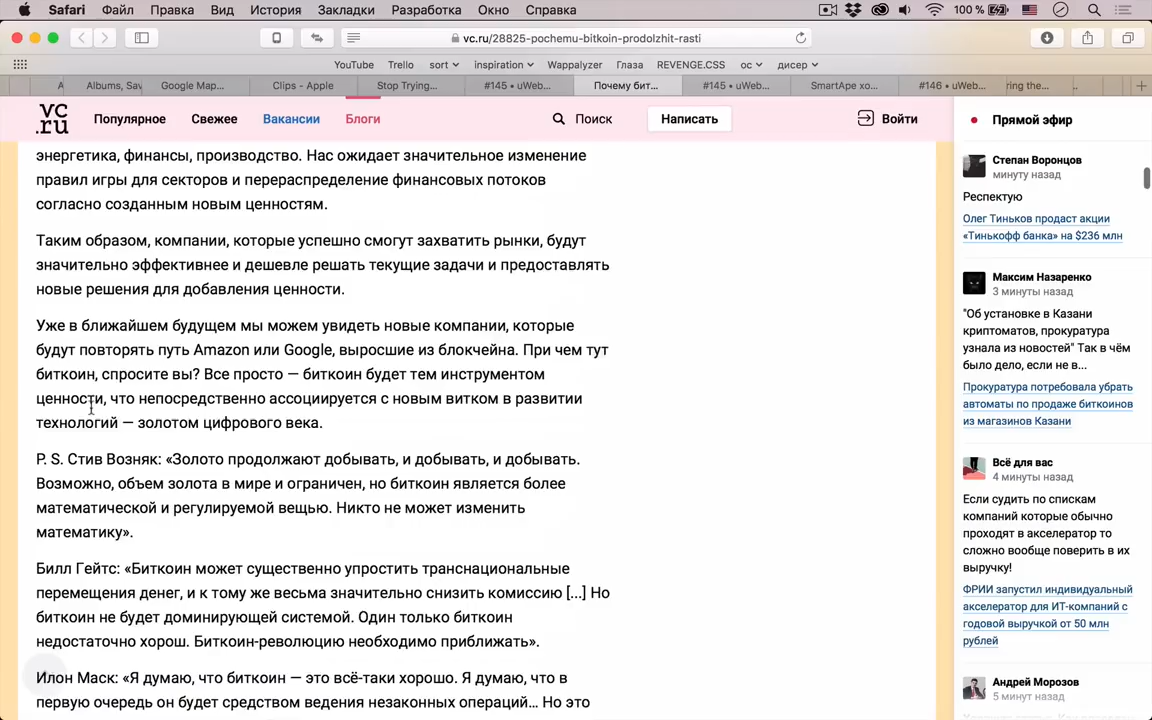 Safari Файл Правка Вид История Закладки Разработка Окно Справка 100 %
vc.ru/28825-pochemu-bitkoin-prodolzhit-rasti
YouTube Trello sort inspiration Wappalyzer Глаза REVENGE.CSS ос дисер
Albums, Sav Google Map... Clips - Apple Stop Trying... #145 • uWeb... Почему бит... #145 • uWeb... SmartApe хо... #146 • uWeb... ring the...
vc
.ru
Популярное Свежее Вакансии Блоги Поиск Написать Войти
энергетика, финансы, производство. Нас ожидает значительное изменение
правил игры для секторов и перераспределение финансовых потоков
согласно созданным новым ценностям.
Таким образом, компании, которые успешно смогут захватить рынки, будут
значительно эффективнее и дешевле решать текущие задачи и предоставлять
новые решения для добавления ценности.
Уже в ближайшем будущем мы можем увидеть новые компании, которые
будут повторять путь Amazon или Google, выросшие из блокчейна. При чем тут
биткоин, спросите вы? Все просто — биткоин будет тем инструментом
ценности, что непосредственно ассоциируется с новым витком в развитии
технологий — золотом цифрового века.
P. S. Стив Возняк: «Золото продолжают добывать, и добывать, и добывать.
Возможно, объем золота в мире и ограничен, но биткоин является более
математической и регулируемой вещью. Никто не может изменить
математику».
Билл Гейтс: «Биткоин может существенно упростить транснациональные
перемещения денег, и к тому же весьма значительно снизить комиссию [...] Но
биткоин не будет доминирующей системой. Один только биткоин
недостаточно хорош. Биткоин-революцию необходимо приближать».
Илон Маск: «Я думаю, что биткоин — это всё-таки хорошо. Я думаю, что в
первую очередь он будет средством ведения незаконных операций... Но это
Прямой эфир
Степан Воронцов
минуту назад
Респектую
Олег Тиньков продаст акции
«Тинькофф банка» на $236 млн
Максим Назаренко
3 минуты назад
"Об установке в Казани
криптоматов, прокуратура
узнала из новостей" Так в чём
было дело, если не в...
Прокуратура потребовала убрать
автоматы по продаже биткоинов
из магазинов Казани
Всё для вас
4 минуты назад
Если судить по спискам
компаний которые обычно
проходят в акселератор то
сложно вообще поверить в их
выручку!
ФРИИ запустил индивидуальный
акселератор для ИТ-компаний с
годовой выручкой от 50 млн
рублей
Андрей Морозов
5 минут назад